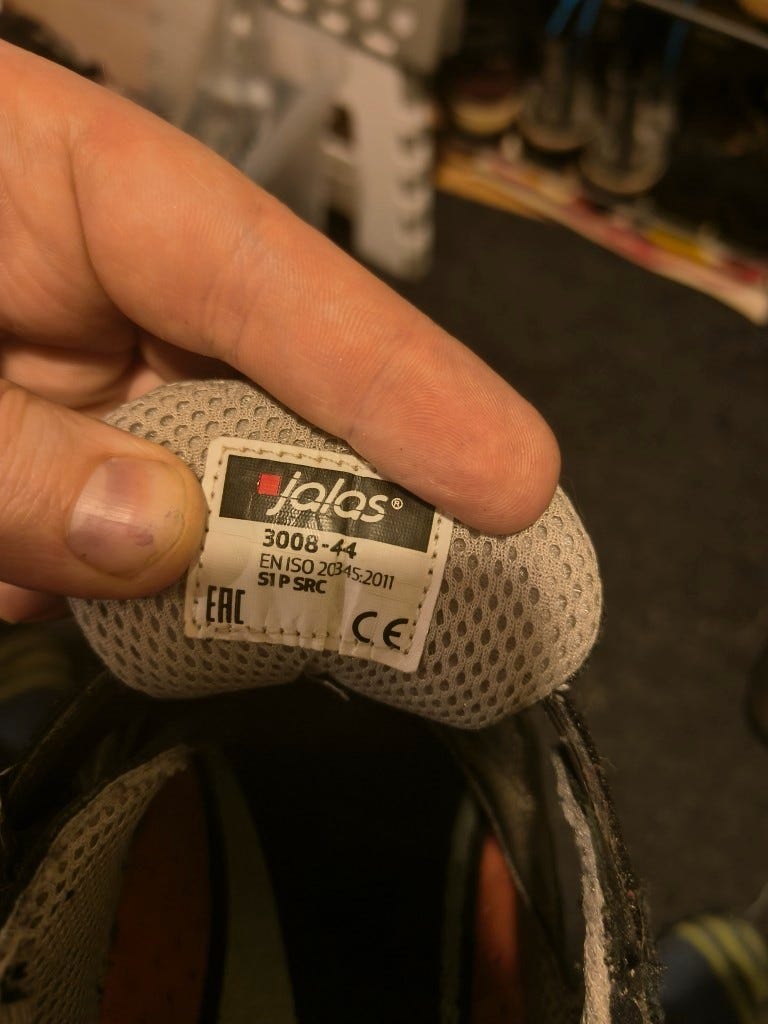 jalas®
3008-44
EN ISO 20345:2011
S1 P SRC
EAC
CE